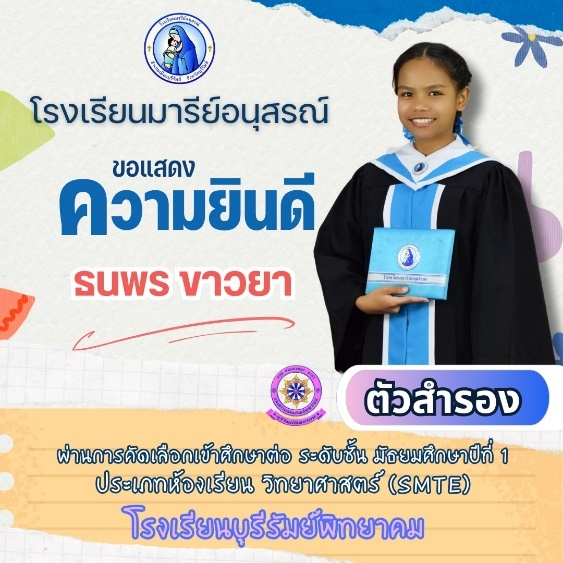 โรงเรียนมารีย์อนุสรณ์
ขอแสดง
ความยินดี
ธนพร ขาวยา
ตัวสำรอง
ผ่านการคัดเลือกเข้าศึกษาต่อ ระดับชั้น มัธยมศึกษาปีที่ 1
ประเภทห้องเรียน วิทยาศาสตร์ (SMTE)
โรงเรียนบุรีรัมย์พิทยาคม